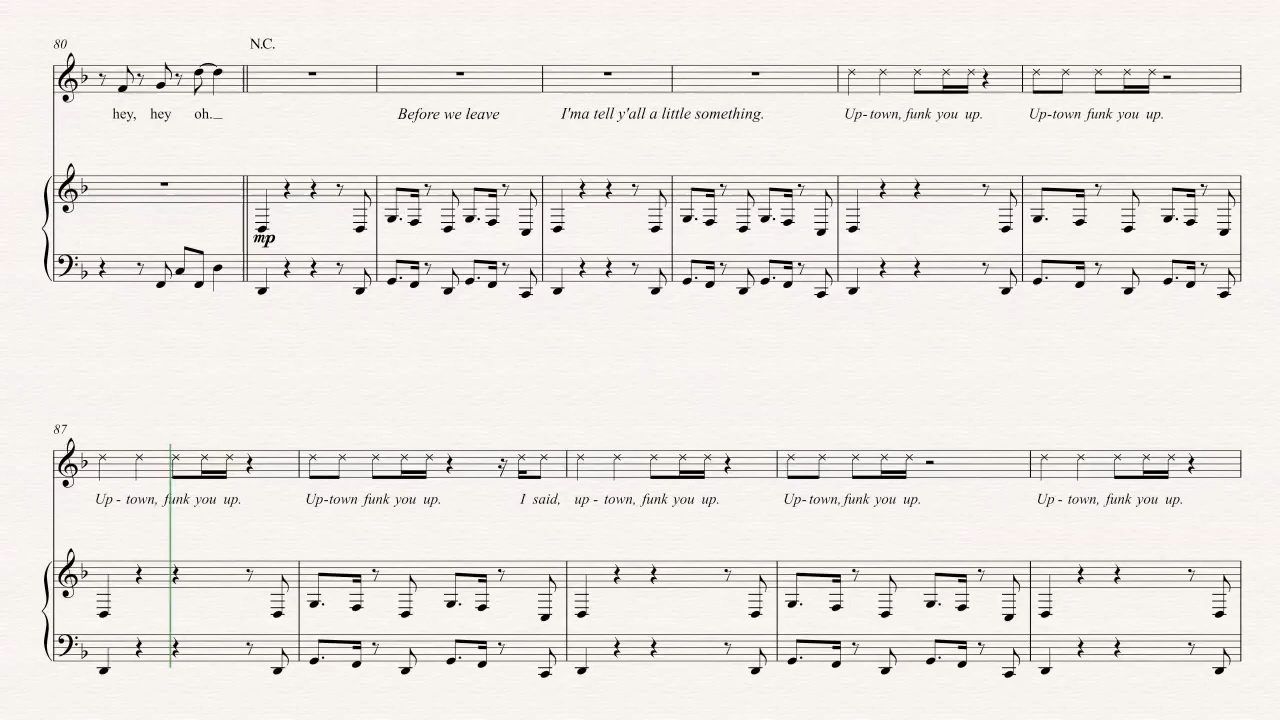 80 N.C.
hey, hey oh._ Before we leave I'ma tell y'all a little something. Up-town, funk you up. Up-town funk you up.
mp
87
Up - town, funk you up. Up-town funk you up. I said, up - town, funk you up. Up-town, funk you up. Up - town, funk you up.